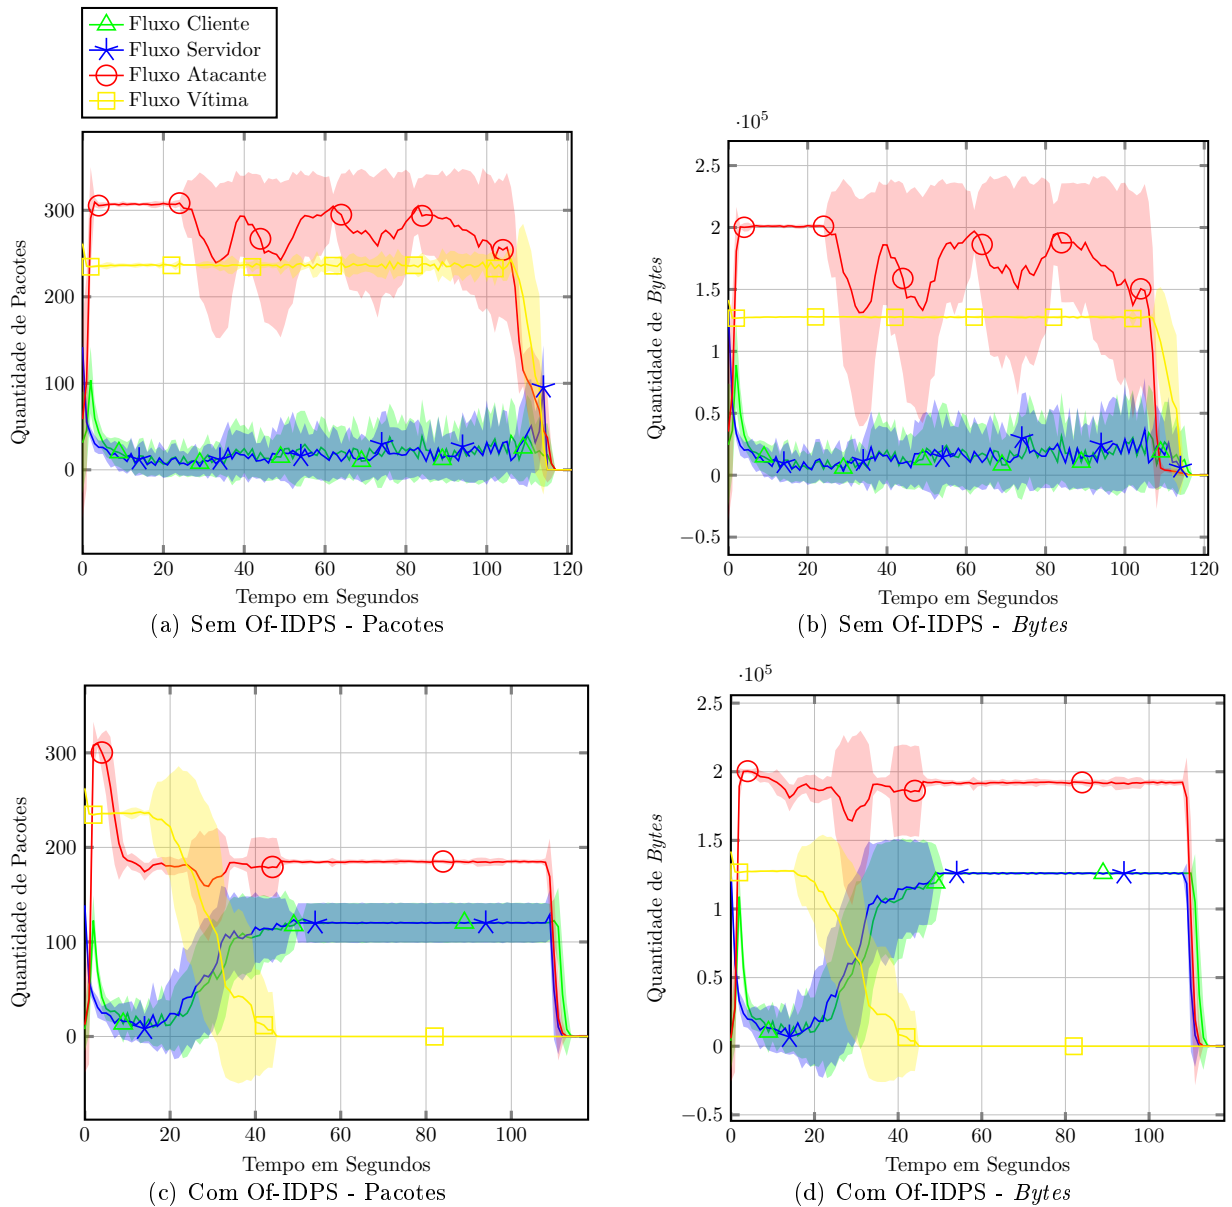 Fluxo Cliente
Fluxo Servidor
Fluxo Atacante
Fluxo Vítima
Quantidade de Pacotes
300
200
100
0
0 20 40 60 80 100 120
Tempo em Segundos
(a) Sem Of-IDPS - Pacotes
·10⁵
Quantidade de Bytes
2.5
2
1.5
1
0.5
0
−0.5
0 20 40 60 80 100 120
Tempo em Segundos
(b) Sem Of-IDPS - Bytes
Quantidade de Pacotes
300
200
100
0
0 20 40 60 80 100
Tempo em Segundos
(c) Com Of-IDPS - Pacotes
·10⁵
Quantidade de Bytes
2.5
2
1.5
1
0.5
0
−0.5
0 20 40 60 80 100
Tempo em Segundos
(d) Com Of-IDPS - Bytes